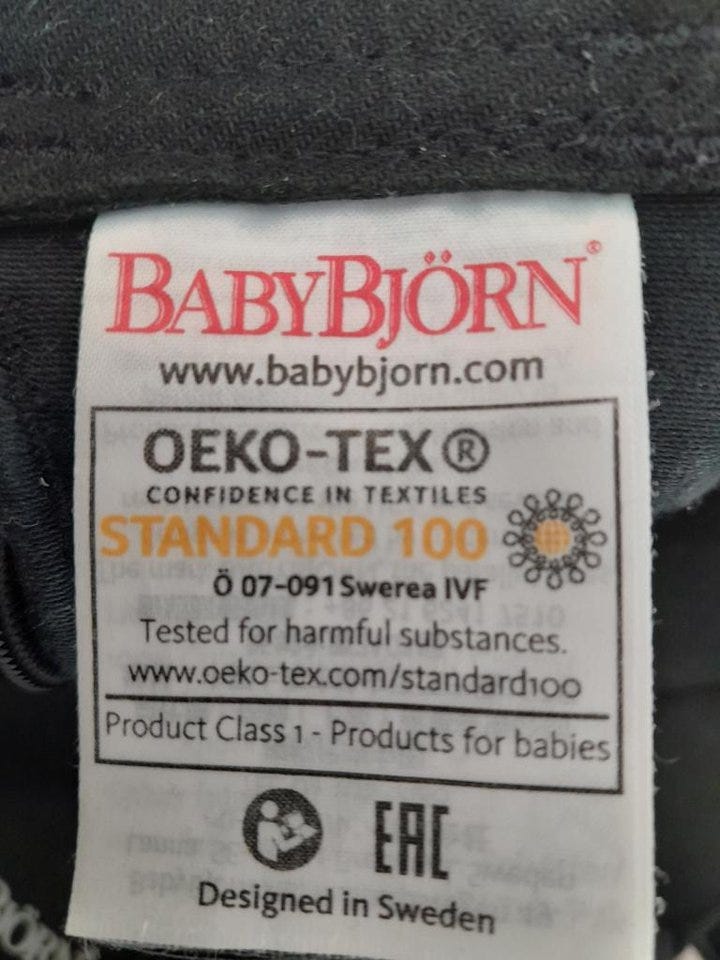 BABYBJÖRN®
www.babybjorn.com
OEKO-TEX®
CONFIDENCE IN TEXTILES
STANDARD 100
Ö 07-091 Swerea IVF
Tested for harmful substances.
www.oeko-tex.com/standard100
Product Class 1 - Products for babies
EAC
Designed in Sweden
BJÖRN